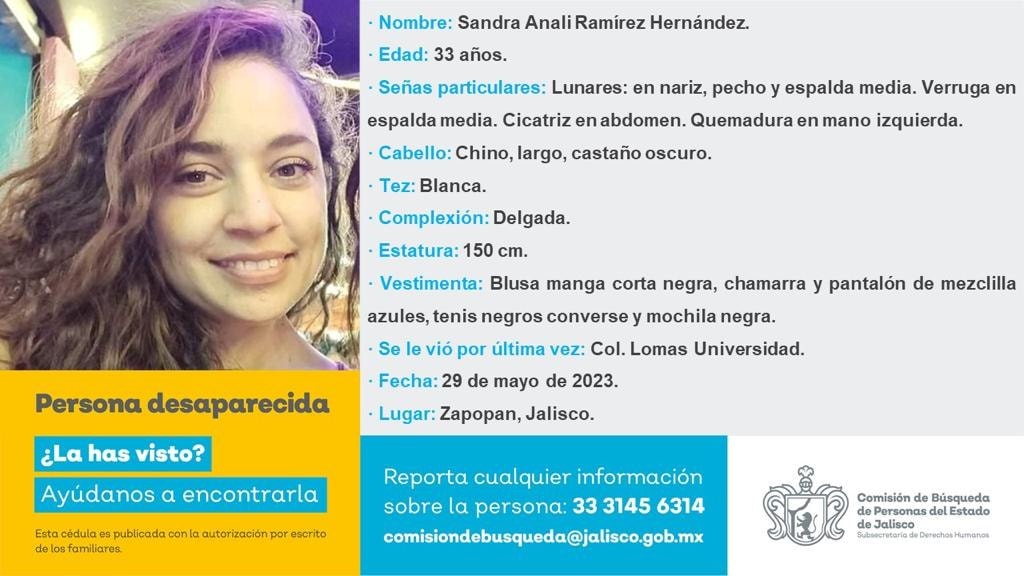 · Nombre: Sandra Anali Ramírez Hernández.
· Edad: 33 años.
· Señas particulares: Lunares: en nariz, pecho y espalda media. Verruga en
espalda media. Cicatriz en abdomen. Quemadura en mano izquierda.
· Cabello: Chino, largo, castaño oscuro.
· Tez: Blanca.
· Complexión: Delgada.
· Estatura: 150 cm.
· Vestimenta: Blusa manga corta negra, chamarra y pantalón de mezclilla
azules, tenis negros converse y mochila negra.
· Se le vió por última vez: Col. Lomas Universidad.
· Fecha: 29 de mayo de 2023.
· Lugar: Zapopan, Jalisco.
Persona desaparecida
¿La has visto?
Ayúdanos a encontrarla
Esta cédula es publicada con la autorización por escrito
de los familiares.
Reporta cualquier información
sobre la persona: 33 3145 6314
comisiondebusqueda@jalisco.gob.mx
Comisión de Búsqueda
de Personas del Estado
de Jalisco
Subsecretaría de Derechos Humanos